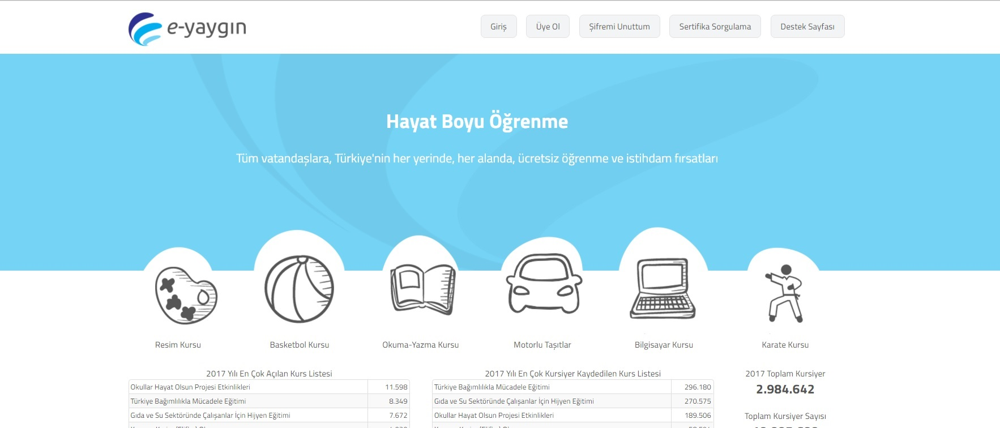 e-yaygın
Giriş
Üye Ol
Şifremi Unuttum
Sertifika Sorgulama
Destek Sayfası
Hayat Boyu Öğrenme
Tüm vatandaşlara, Türkiye'nin her yerinde, her alanda, ücretsiz öğrenme ve istihdam fırsatları
Resim Kursu
Basketbol Kursu
Okuma-Yazma Kursu
Motorlu Taşıtlar
Bilgisayar Kursu
Karate Kursu
2017 Yılı En Çok Açılan Kurs Listesi
Okullar Hayat Olsun Projesi Etkinlikleri 11.598
Türkiye Bağımlılıkla Mücadele Eğitimi 8.349
Gıda ve Su Sektöründe Çalışanlar İçin Hijyen Eğitimi 7.672
2017 Yılı En Çok Kursiyer Kaydedilen Kurs Listesi
Türkiye Bağımlılıkla Mücadele Eğitimi 296.180
Gıda ve Su Sektöründe Çalışanlar İçin Hijyen Eğitimi 270.575
Okullar Hayat Olsun Projesi Etkinlikleri 189.506
2017 Toplam Kursiyer
2.984.642
Toplam Kursiyer Sayısı